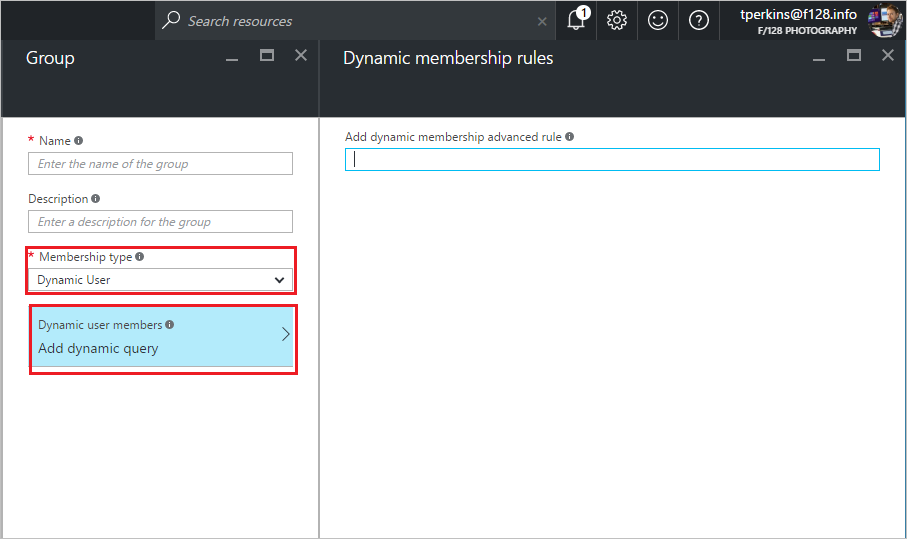 Search resources
1
tperkins@f128.info
F/128 PHOTOGRAPHY
Group
Dynamic membership rules
* Name
Enter the name of the group
Description
Enter a description for the group
* Membership type
Dynamic User
Dynamic user members
Add dynamic query
Add dynamic membership advanced rule